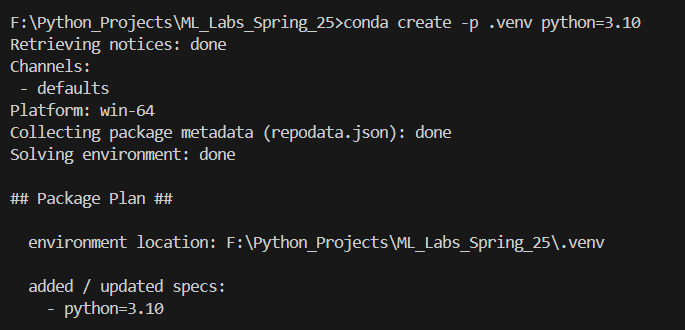 F:\Python_Projects\ML_Labs_Spring_25>conda create -p .venv python=3.10
Retrieving notices: done
Channels:
 - defaults
Platform: win-64
Collecting package metadata (repodata.json): done
Solving environment: done

## Package Plan ##

  environment location: F:\Python_Projects\ML_Labs_Spring_25\.venv

  added / updated specs:
    - python=3.10